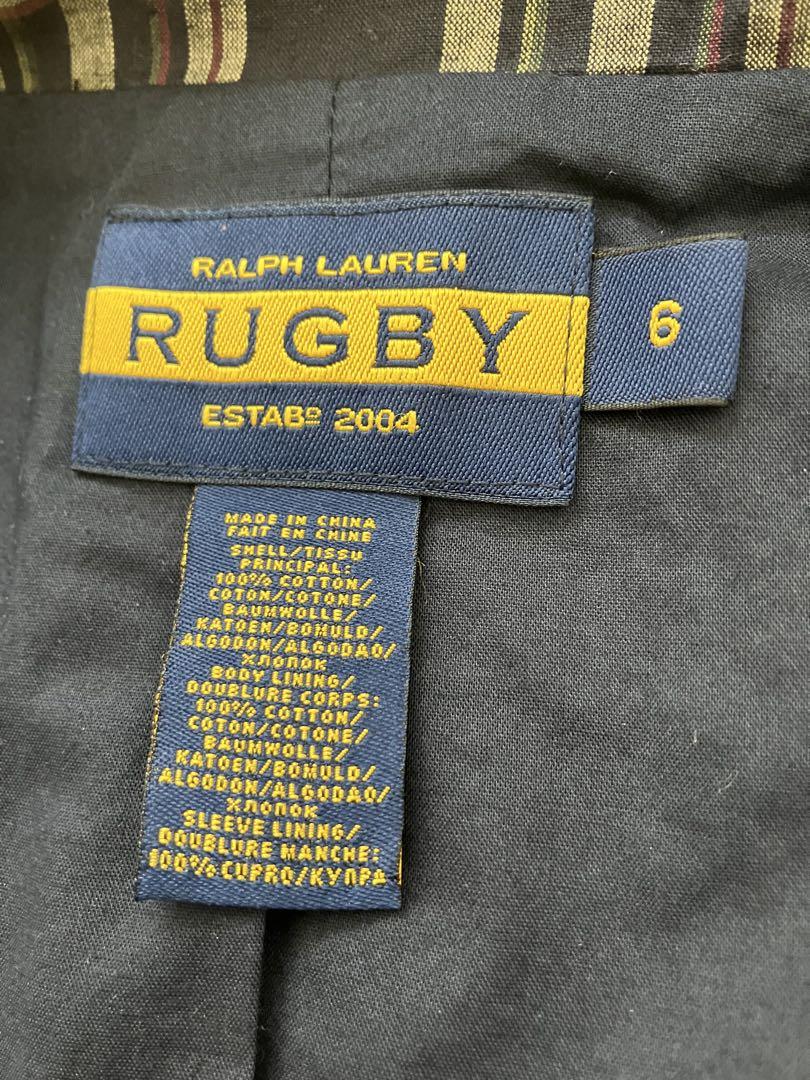 RALPH LAUREN
RUGBY
ESTABº 2004
6
MADE IN CHINA
FAIT EN CHINE
SHELL/TISSU
PRINCIPAL:
100% COTTON/
COTON/COTONE/
BAUMWOLLE/
KATOEN/BOMULD/
ALGODON/ALGODAO/
хлопок
BODY LINING/
DOUBLURE CORPS:
100% COTTON/
COTON/COTONE/
BAUMWOLLE/
KATOEN/BOMULD/
ALGODON/ALGODAO/
хлопок
SLEEVE LINING/
DOUBLURE MANCHE:
100% CUPRO/КУПРА